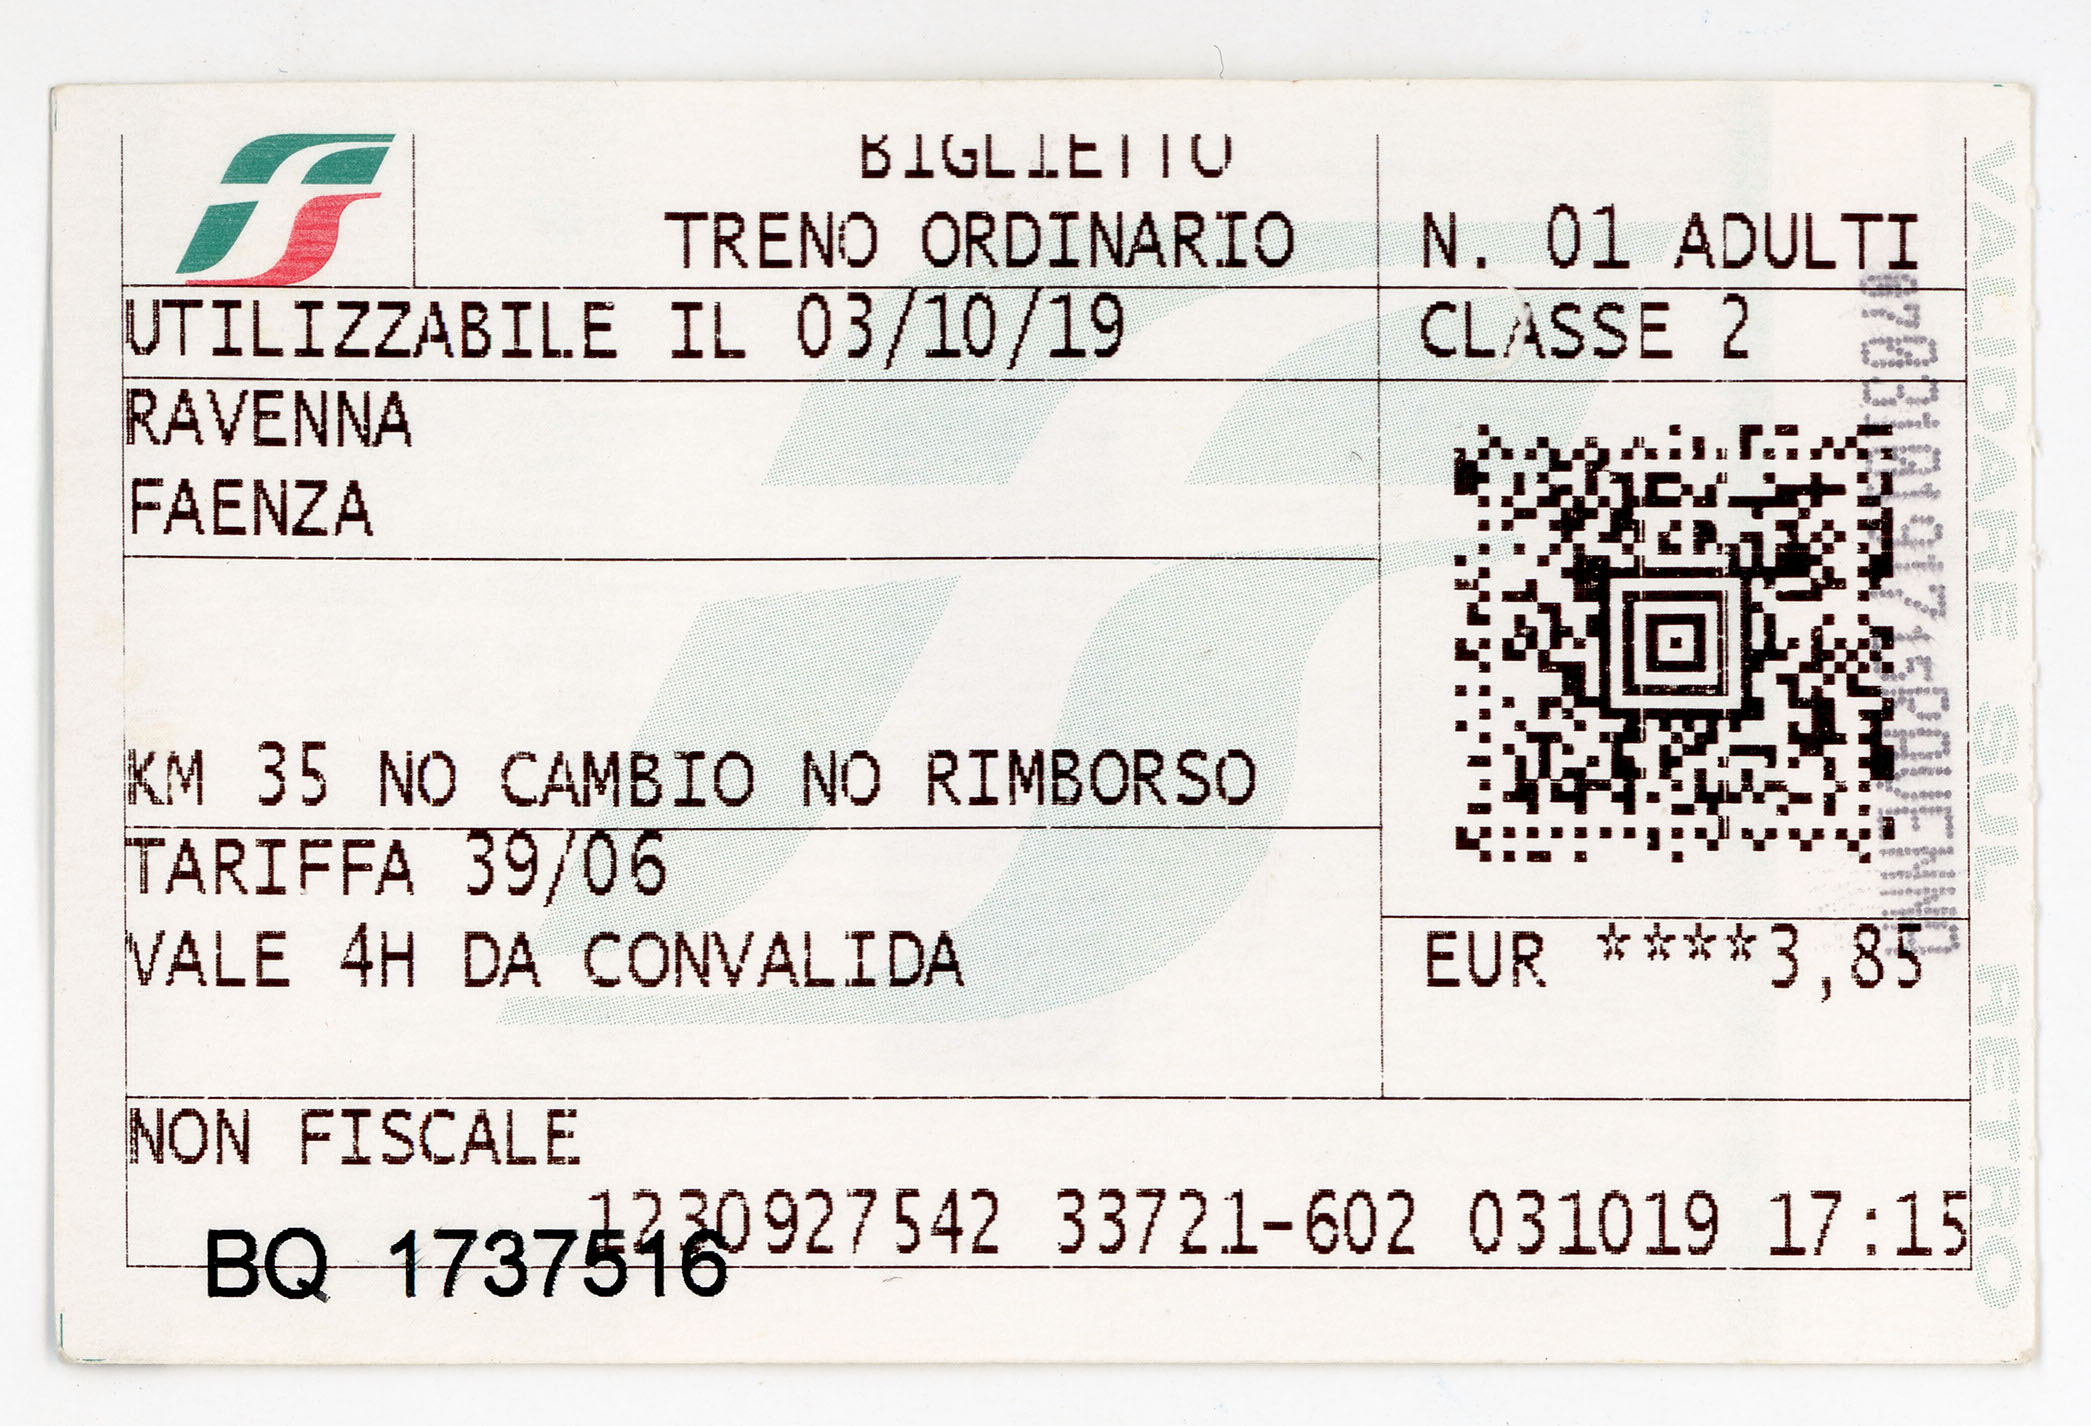 BIGLIETTO
TRENO ORDINARIO
N. 01 ADULTI
UTILIZZABILE IL 03/10/19
CLASSE 2
RAVENNA
FAENZA
KM 35 NO CAMBIO NO RIMBORSO
TARIFFA 39/06
VALE 4H DA CONVALIDA
EUR ****3,85
NON FISCALE
1230927542 33721-602 031019 17:15
BQ 1737516
VALIDARE SUL RETRO